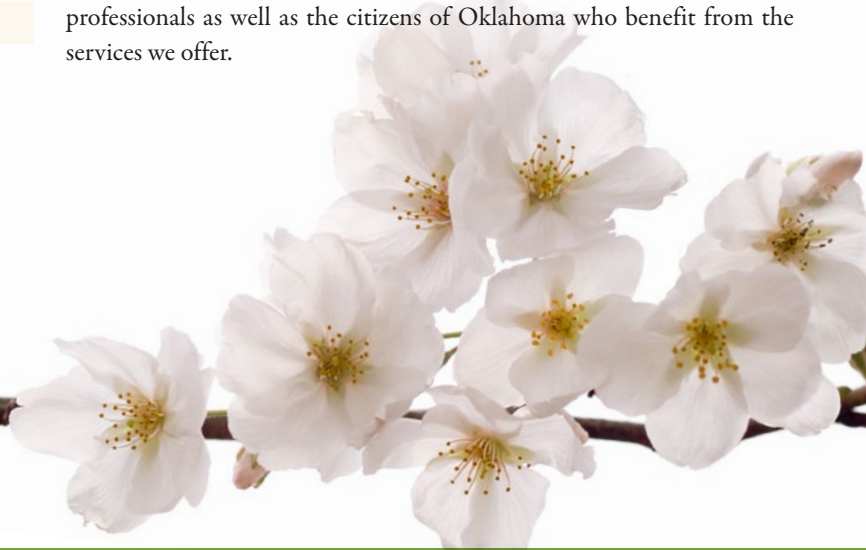 professionals as well as the citizens of Oklahoma who benefit from the
services we offer.